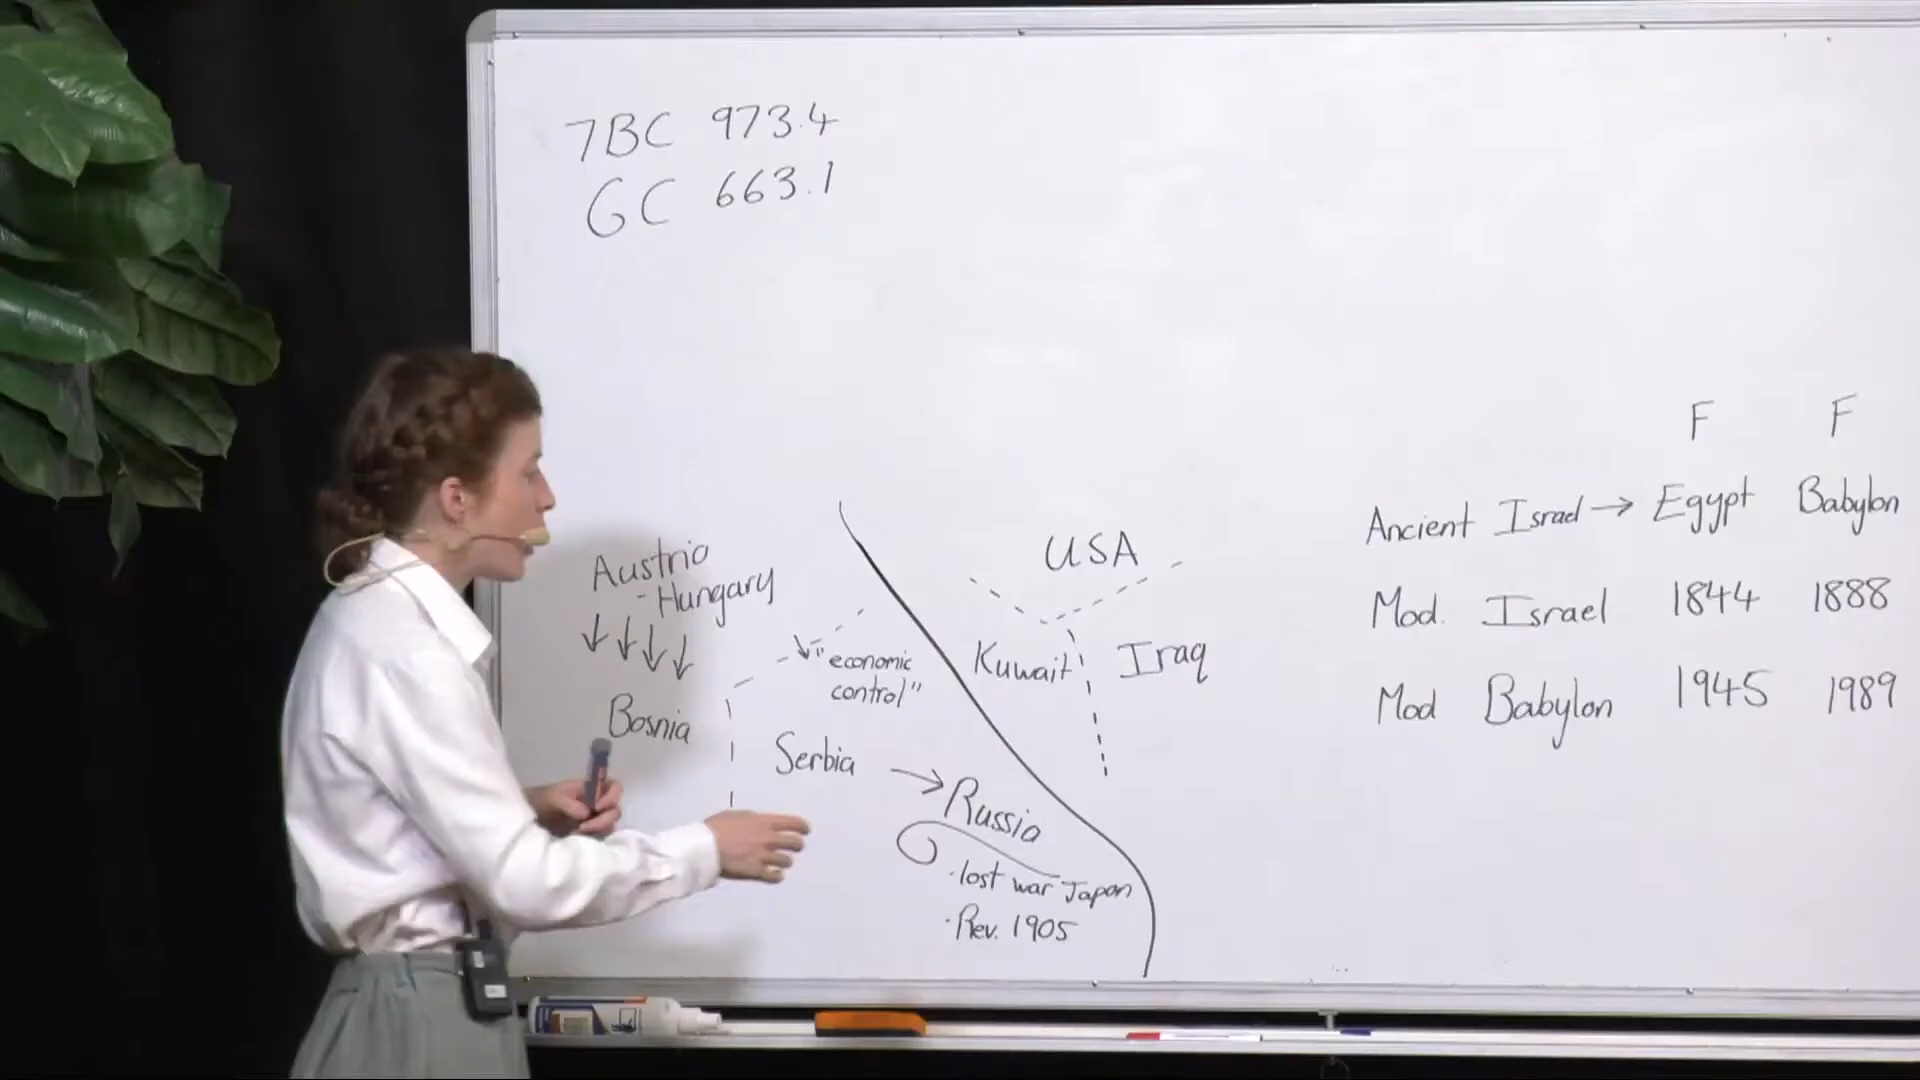 7BC 973.4
GC 663.1
Austria
-Hungary
↓↓↓↓
Bosnia
↓ "economic
control"
Serbia → Russia
·lost war Japan
·Rev. 1905
USA
Kuwait Iraq
F F
Ancient Israel → Egypt Babylon
Mod. Israel 1844 1888
Mod Babylon 1945 1989